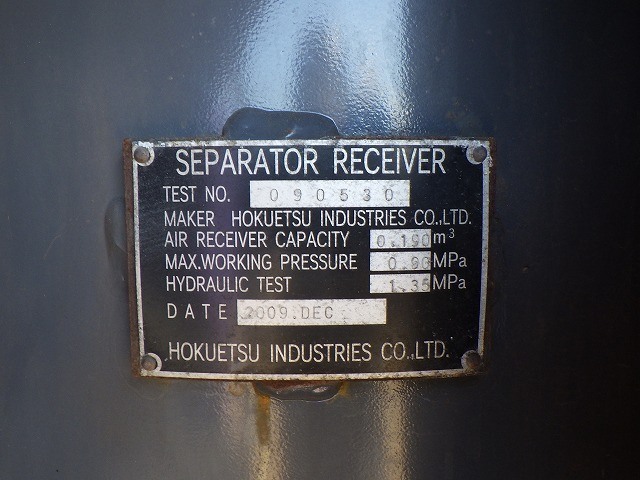 SEPARATOR RECEIVER
TEST NO. 090530
MAKER HOKUETSU INDUSTRIES CO.,LTD.
AIR RECEIVER CAPACITY 0.190 m³
MAX.WORKING PRESSURE 0.90 MPa
HYDRAULIC TEST 1.35 MPa
DATE 2009.DEC
HOKUETSU INDUSTRIES CO.,LTD.